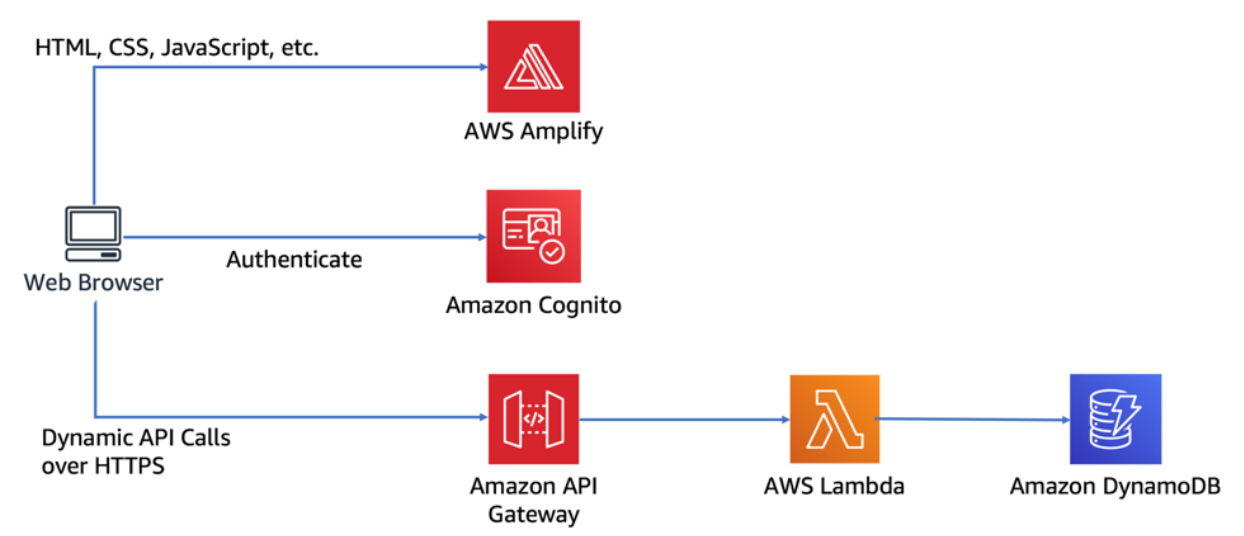 HTML, CSS, JavaScript, etc.
AWS Amplify
Web Browser
Authenticate
Amazon Cognito
Dynamic API Calls
over HTTPS
Amazon API
Gateway
AWS Lambda
Amazon DynamoDB